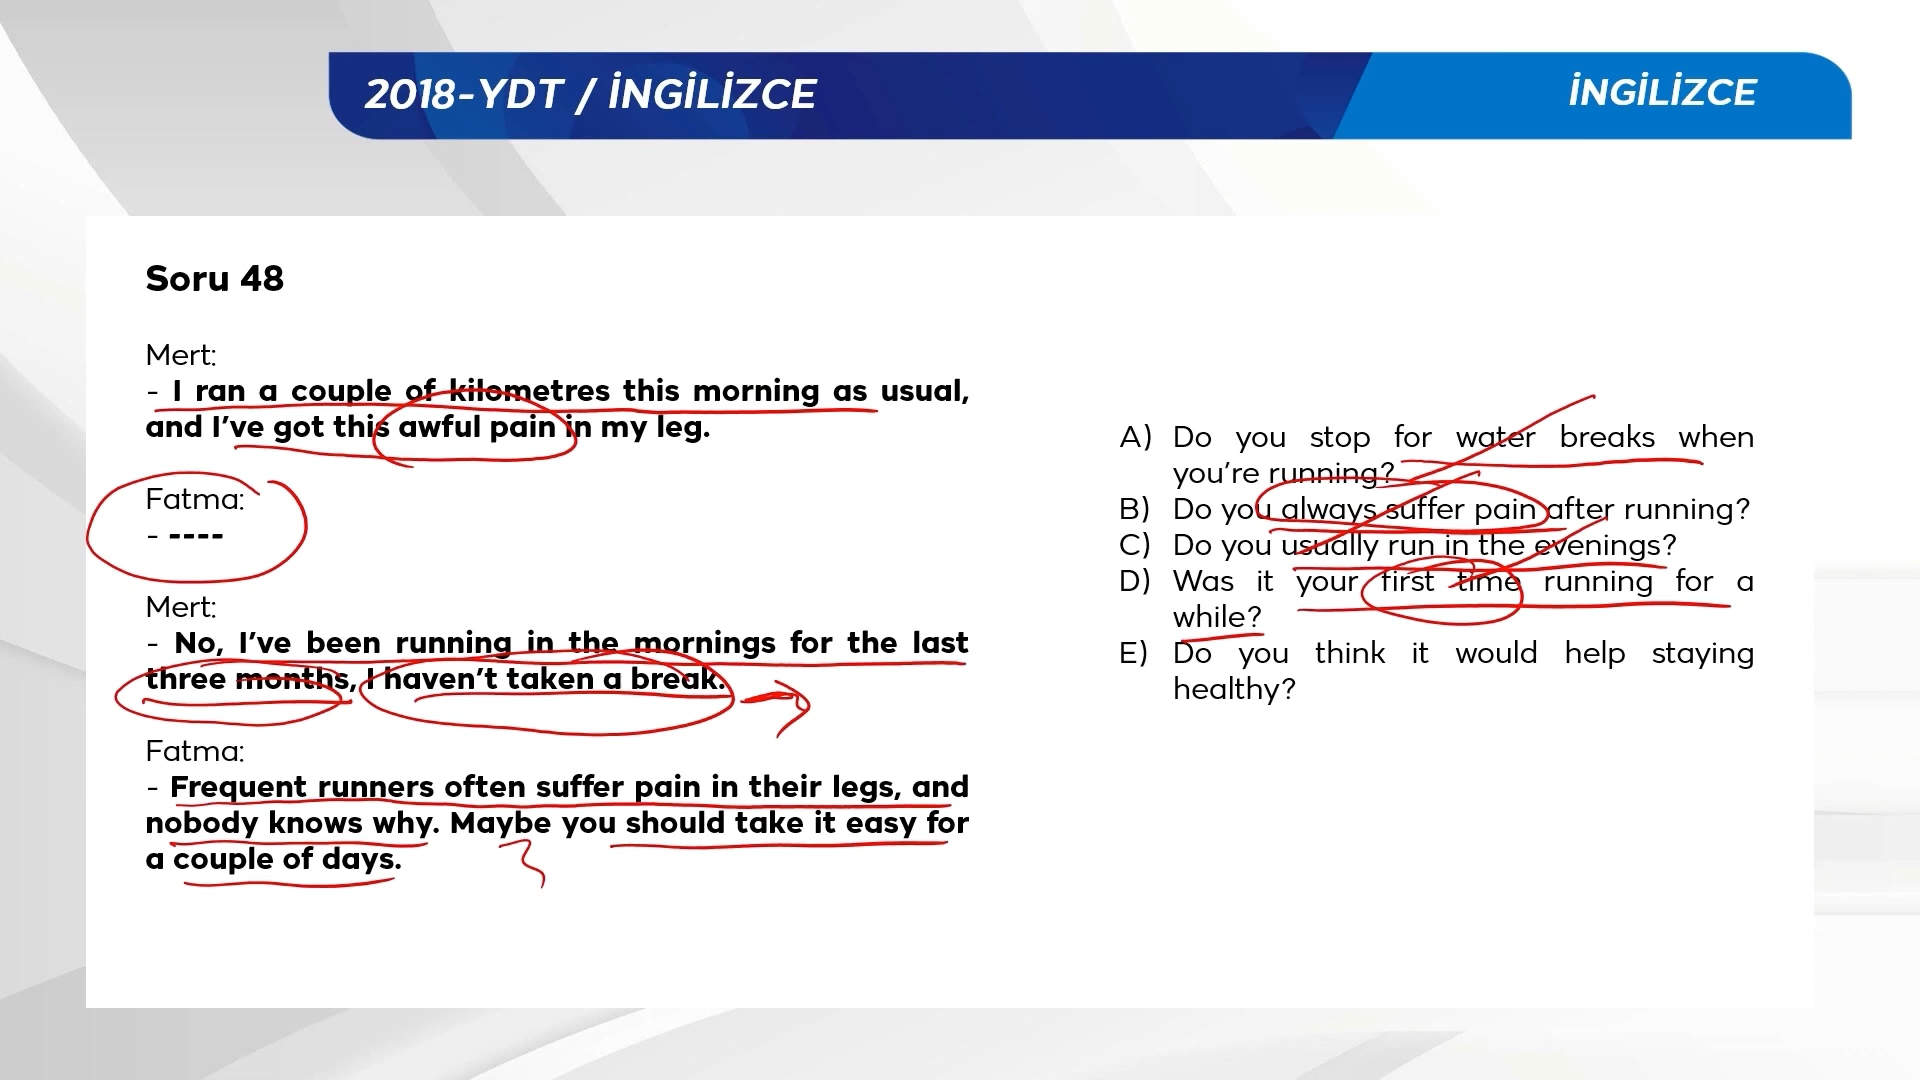 2018-YDT / İNGİLİZCE
İNGİLİZCE
Soru 48
Mert:
- I ran a couple of kilometres this morning as usual,
and I've got this awful pain in my leg.
Fatma:
- ----
Mert:
- No, I've been running in the mornings for the last
three months, I haven't taken a break.
Fatma:
- Frequent runners often suffer pain in their legs, and
nobody knows why. Maybe you should take it easy for
a couple of days.
A) Do you stop for water breaks when
you're running?
B) Do you always suffer pain after running?
C) Do you usually run in the evenings?
D) Was it your first time running for a
while?
E) Do you think it would help staying
healthy?